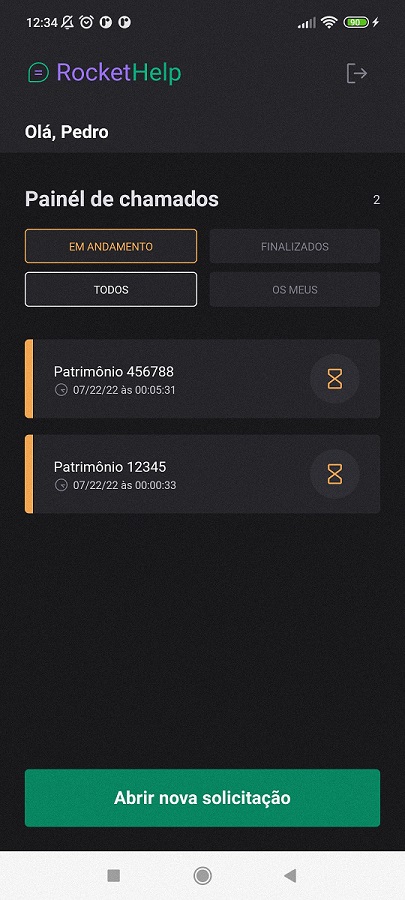 12:34
90
RocketHelp
Olá, Pedro
Painél de chamados
2
EM ANDAMENTO
FINALIZADOS
TODOS
OS MEUS
Patrimônio 456788
07/22/22 às 00:05:31
Patrimônio 12345
07/22/22 às 00:00:33
Abrir nova solicitação